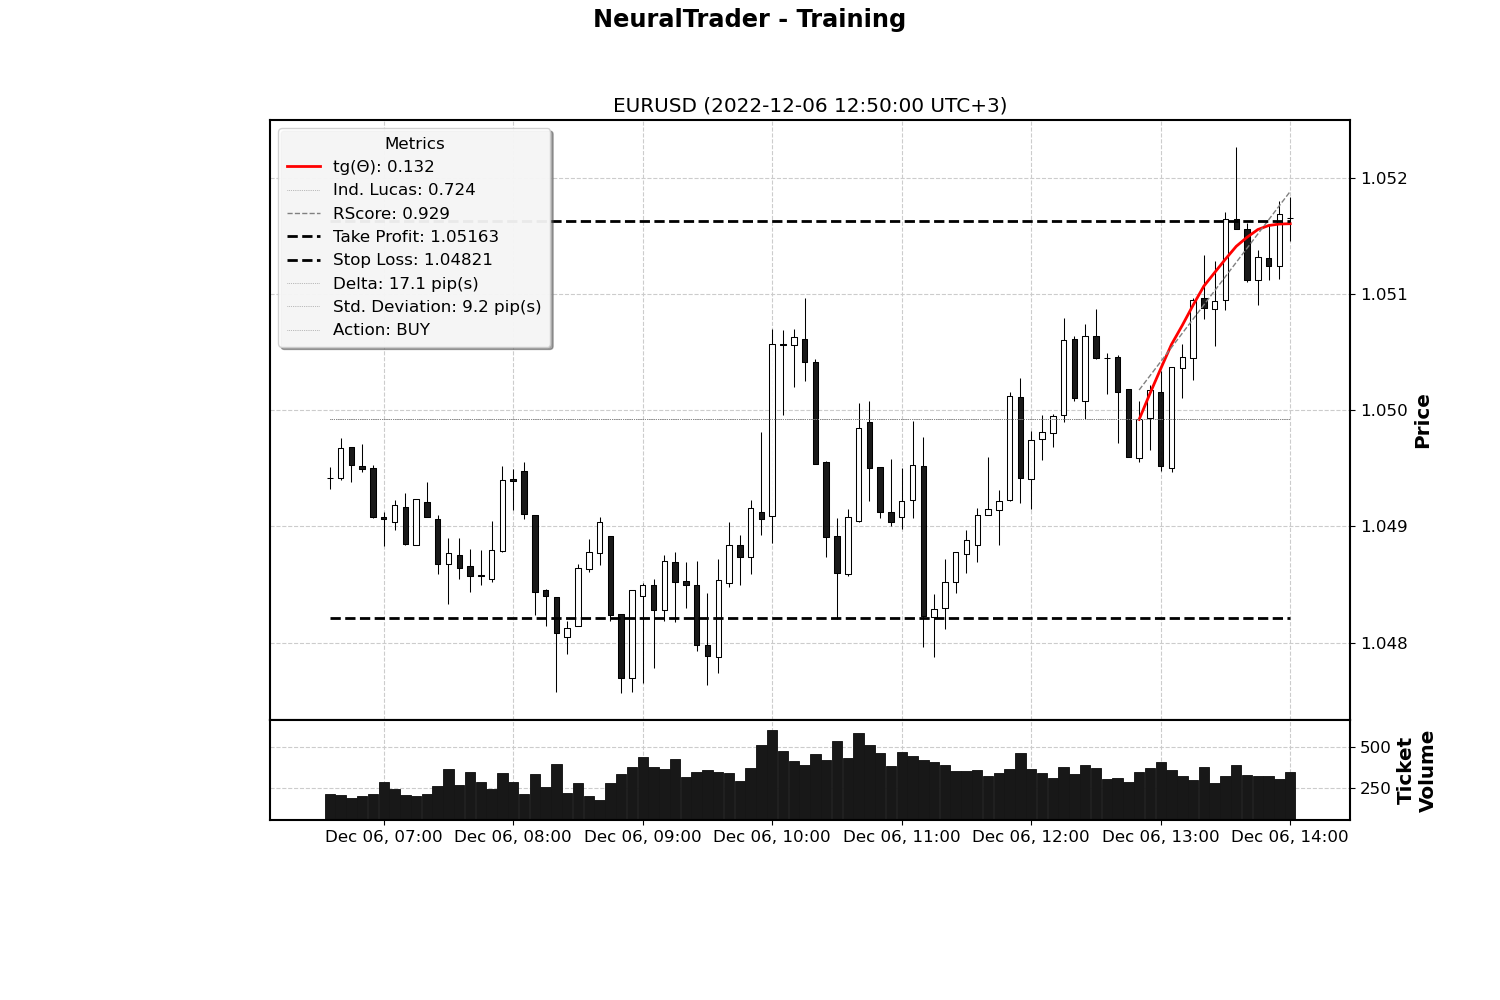 NeuralTrader - Training
EURUSD (2022-12-06 12:50:00 UTC+3)
Metrics
tg(Θ): 0.132
Ind. Lucas: 0.724
RScore: 0.929
Take Profit: 1.05163
Stop Loss: 1.04821
Delta: 17.1 pip(s)
Std. Deviation: 9.2 pip(s)
Action: BUY
1.052
1.051
1.050
1.049
1.048
Price
500
250
Ticket
Volume
Dec 06, 07:00
Dec 06, 08:00
Dec 06, 09:00
Dec 06, 10:00
Dec 06, 11:00
Dec 06, 12:00
Dec 06, 13:00
Dec 06, 14:00